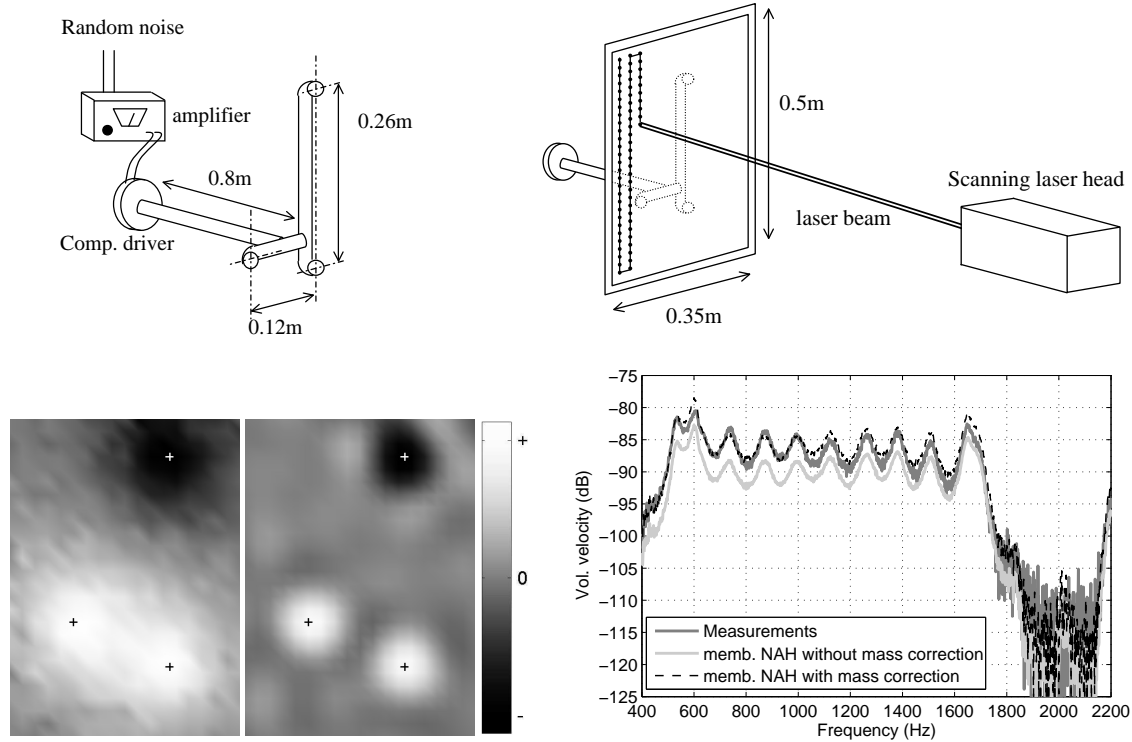 Random noise
amplifier
0.26m
0.8m
Comp. driver
0.12m
0.5m
Scanning laser head
laser beam
0.35m
+
0
-
−75
−80
−85
−90
−95
−100
−105
−110
−115
−120
−125
Vol. velocity (dB)
Measurements
memb. NAH without mass correction
memb. NAH with mass correction
400 600 800 1000 1200 1400 1600 1800 2000 2200
Frequency (Hz)